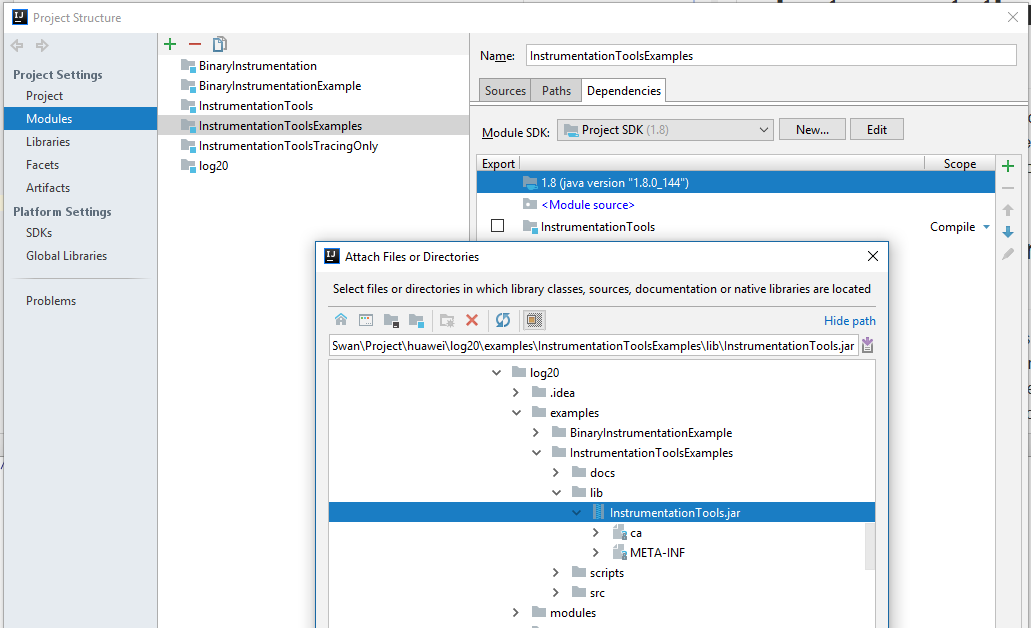 Project Structure
Project Settings
Project
Modules
Libraries
Facets
Artifacts
Platform Settings
SDKs
Global Libraries
Problems
BinaryInstrumentation
BinaryInstrumentationExample
InstrumentationTools
InstrumentationToolsExamples
InstrumentationToolsTracingOnly
log20
Name: InstrumentationToolsExamples
Sources Paths Dependencies
Module SDK: Project SDK (1.8) New... Edit
Export Scope
1.8 (java version "1.8.0_144")
<Module source>
InstrumentationTools Compile
Attach Files or Directories
Select files or directories in which library classes, sources, documentation or native libraries are located
Hide path
Swan\Project\huawei\log20\examples\InstrumentationToolsExamples\lib\InstrumentationTools.jar
log20
.idea
examples
BinaryInstrumentationExample
InstrumentationToolsExamples
docs
lib
InstrumentationTools.jar
ca
META-INF
scripts
src
modules